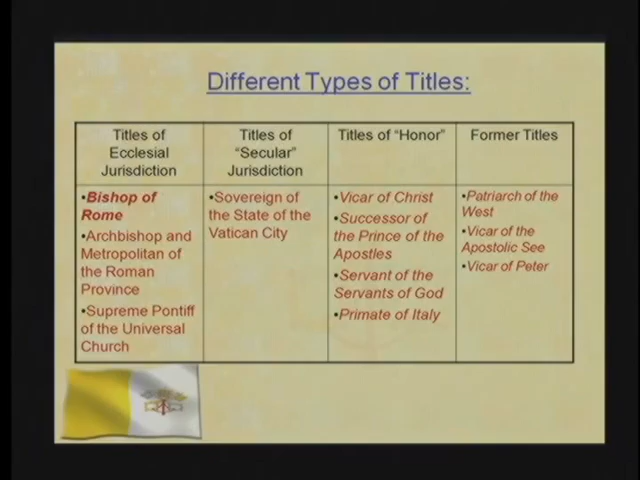 Different Types of Titles:
Titles of
Ecclesial
Jurisdiction
Titles of
“Secular”
Jurisdiction
Titles of “Honor”
Former Titles
•Bishop of
Rome
•Archbishop and
Metropolitan of
the Roman
Province
•Supreme Pontiff
of the Universal
Church
•Sovereign of
the State of the
Vatican City
•Vicar of Christ
•Successor of
the Prince of the
Apostles
•Servant of the
Servants of God
•Primate of Italy
•Patriarch of the
West
•Vicar of the
Apostolic See
•Vicar of Peter